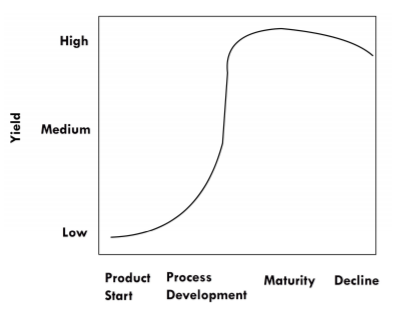 High
Yield
Medium
Low
Product Start
Process Development
Maturity
Decline